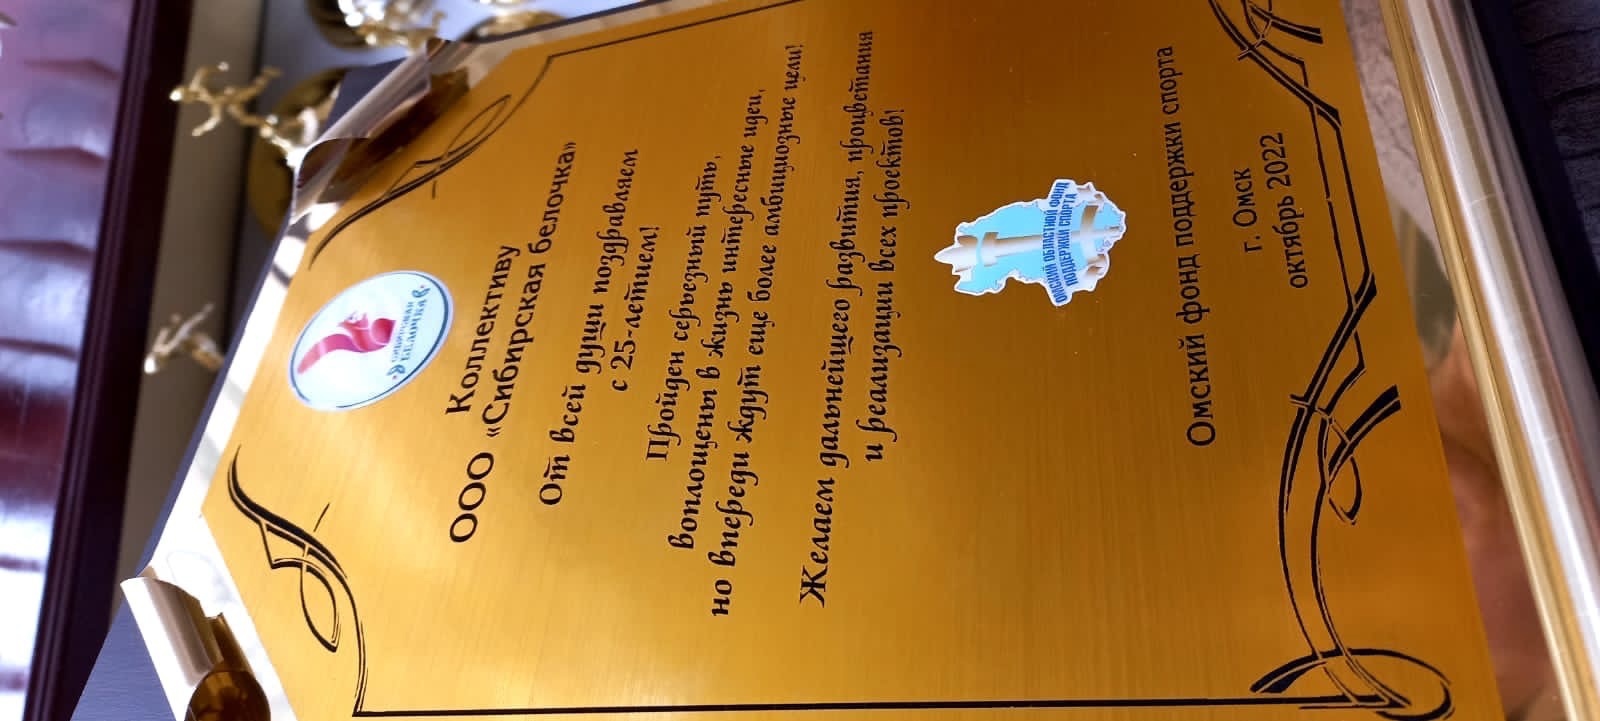 СИБИРСКАЯ
БЕЛОЧКА
Коллективу
ООО «Сибирская белочка»
От всей души поздравляем
с 25-летием!
Пройден серьезный путь,
воплощены в жизнь интересные идеи,
но впереди ждут еще более амбициозные цели!
Желаем дальнейшего развития, процветания
и реализации всех проектов!
ОМСКИЙ ОБЛАСТНОЙ ФОНД
ПОДДЕРЖКИ СПОРТА
Омский фонд поддержки спорта
г. Омск
октябрь 2022